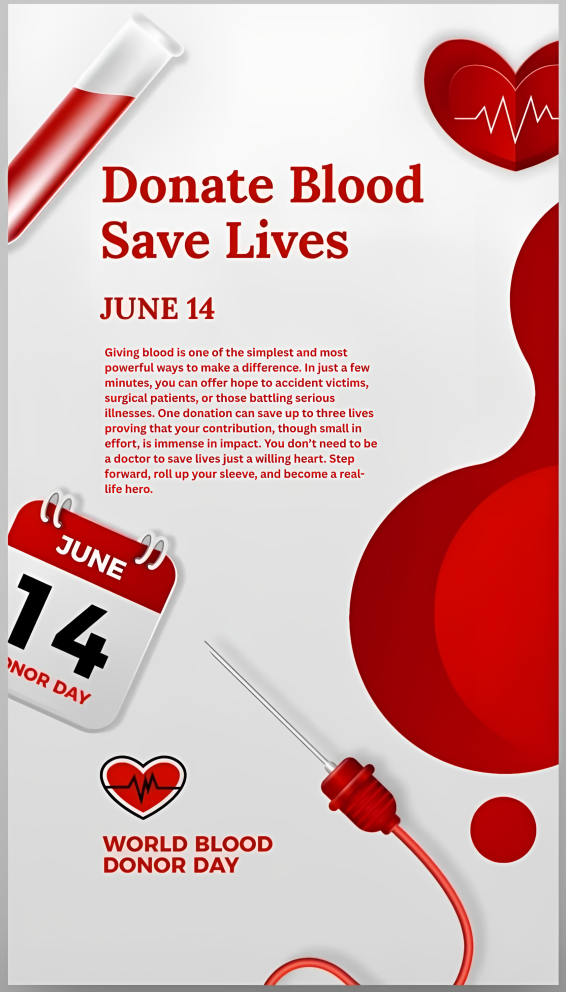 Donate Blood
Save Lives
JUNE 14
Giving blood is one of the simplest and most
powerful ways to make a difference. In just a few
minutes, you can offer hope to accident victims,
surgical patients, or those battling serious
illnesses. One donation can save up to three lives
proving that your contribution, though small in
effort, is immense in impact. You don’t need to be
a doctor to save lives just a willing heart. Step
forward, roll up your sleeve, and become a real-
life hero.
JUNE
14
ONOR DAY
WORLD BLOOD
DONOR DAY